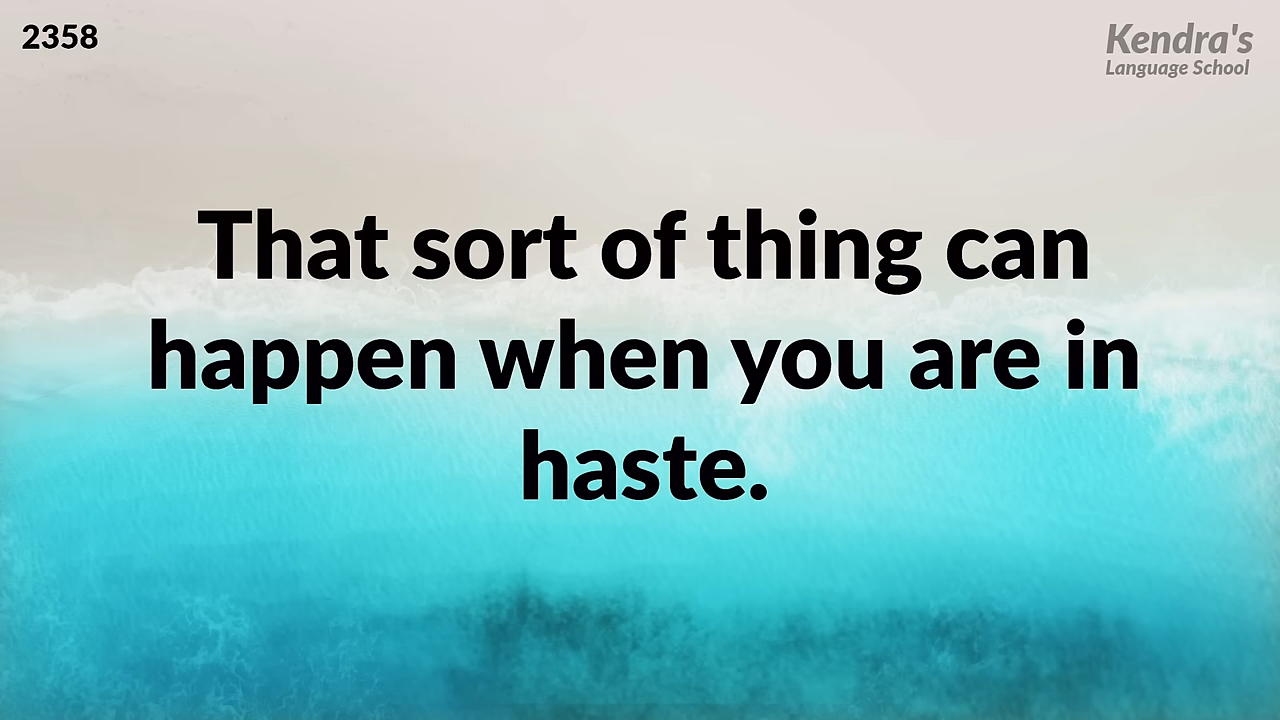 2358
Kendra's
Language School
That sort of thing can
happen when you are in
haste.